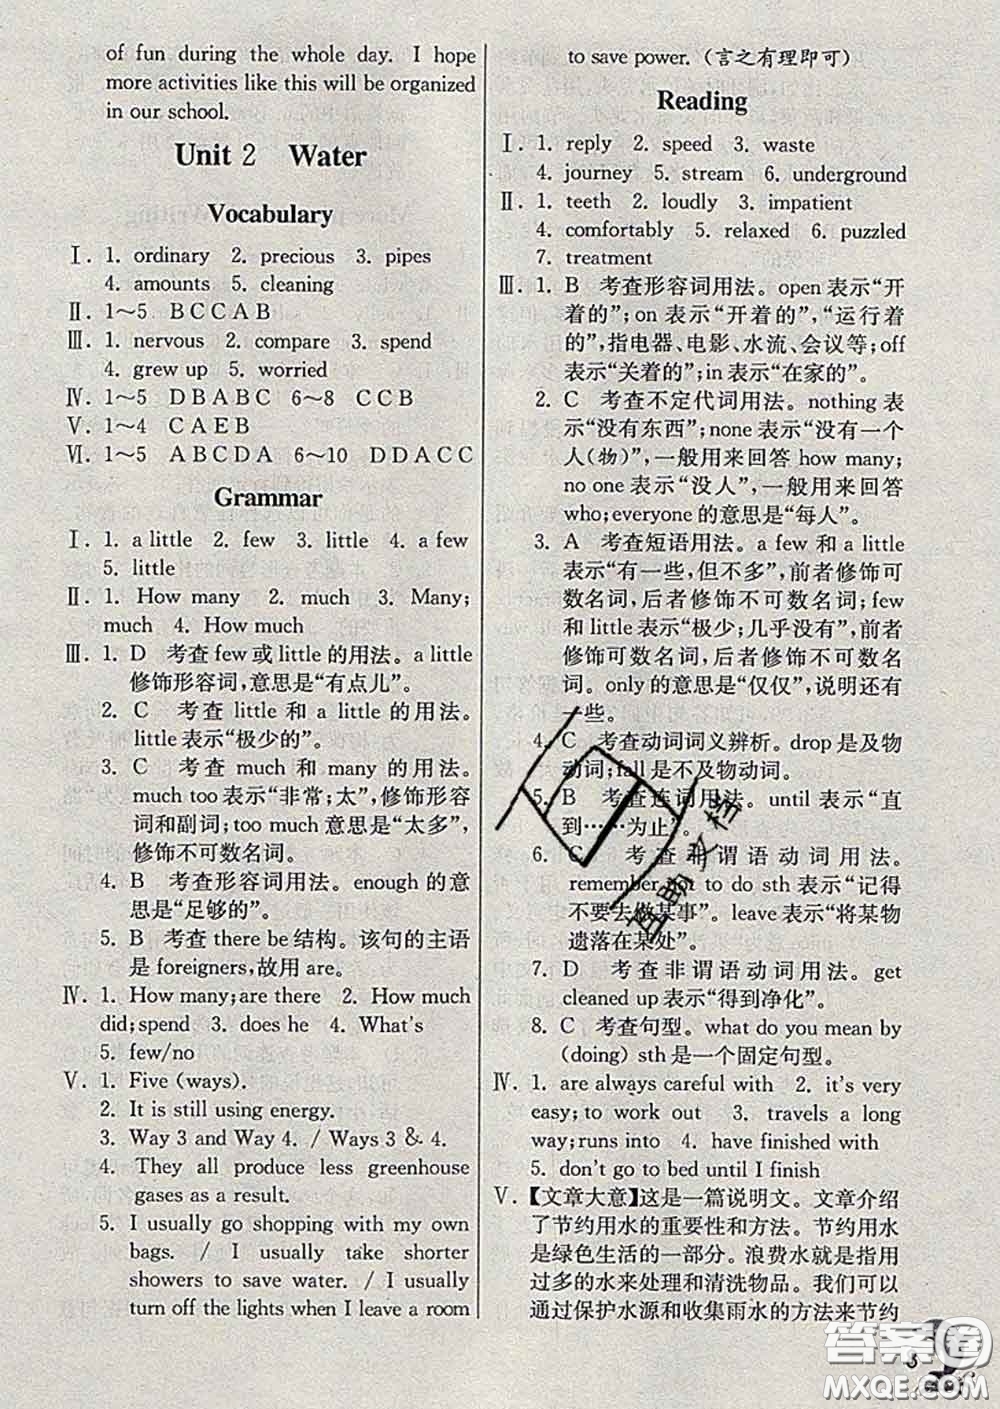 of fun during the whole day. I hope
more activities like this will be organized
in our school.
Unit 2 Water
Vocabulary
Ⅰ. 1. ordinary 2. precious 3. pipes
4. amounts 5. cleaning
Ⅱ. 1～5 B C C A B
Ⅲ. 1. nervous 2. compare 3. spend
4. grew up 5. worried
Ⅳ. 1～5 D B A B C 6～8 C C B
Ⅴ. 1～4 C A E B
Ⅵ. 1～5 A B C D A 6～10 D D A C C
Grammar
Ⅰ. 1. a little 2. few 3. little 4. a few
5. little
Ⅱ. 1. How many 2. much 3. Many;
much 4. How much
Ⅲ. 1. D 考查 few 或 little 的用法。a little
修饰形容词,意思是“有点儿”。
2. C 考查 little 和 a little 的用法。
little 表示“极少的”。
3. C 考查 much 和 many 的用法。
much too 表示“非常;太”,修饰形容
词和副词; too much 意思是“太多”,
修饰不可数名词。
4. B 考查形容词用法。enough 的意
思是“足够的”。
5. B 考查 there be 结构。该句的主语
是 foreigners,故用 are。
Ⅳ. 1. How many; are there 2. How much
did; spend 3. does he 4. What's
5. few/no
Ⅴ. 1. Five (ways).
2. It is still using energy.
3. Way 3 and Way 4. / Ways 3 & 4.
4. They all produce less greenhouse
gases as a result.
5. I usually go shopping with my own
bags. / I usually take shorter
showers to save water. / I usually
turn off the lights when I leave a room
to save power. (言之有理即可)
Reading
Ⅰ. 1. reply 2. speed 3. waste
4. journey 5. stream 6. underground
Ⅱ. 1. teeth 2. loudly 3. impatient
4. comfortably 5. relaxed 6. puzzled
7. treatment
Ⅲ. 1. B 考查形容词用法。open 表示“开
着的”; on 表示“开着的”,“运行着
的”,指电器、电影、水流、会议等; off
表示“关着的”; in 表示“在家的”。
2. C 考查不定代词用法。nothing 表
示“没有东西”; none 表示“没有一个
人(物)”,一般用来回答 how many;
no one 表示“没人”,一般用来回答
who; everyone 的意思是“每人”。
3. A 考查短语用法。a few 和 a little
表示“有一些,但不多”,前者修饰可
数名词,后者修饰不可数名词; few
和 little 表示“极少;几乎没有”,前者
修饰可数名词,后者修饰不可数名
词。only 的意思是“仅仅”,说明还有
一些。
4. C 考查动词词义辨析。drop 是及物
动词; fall 是不及物动词。
5. B 考查连词用法。until 表示“直
到……为止”。
6. C 考查非谓语动词用法。
remember not to do sth 表示“记得
不要去做某事”。leave 表示“将某物
遗落在某处”。
7. D 考查非谓语动词用法。get
cleaned up 表示“得到净化”。
8. C 考查句型。what do you mean by
(doing) sth 是一个固定句型。
Ⅳ. 1. are always careful with 2. it's very
easy; to work out 3. travels a long
way; runs into 4. have finished with
5. don't go to bed until I finish
Ⅴ.【文章大意】这是一篇说明文。文章介绍
了节约用水的重要性和方法。节约用水
是绿色生活的一部分。浪费水就是指用
过多的水来处理和清洗物品。我们可以
通过保护水源和收集雨水的方法来节约
答案圈
MXQE.COM
互助文档